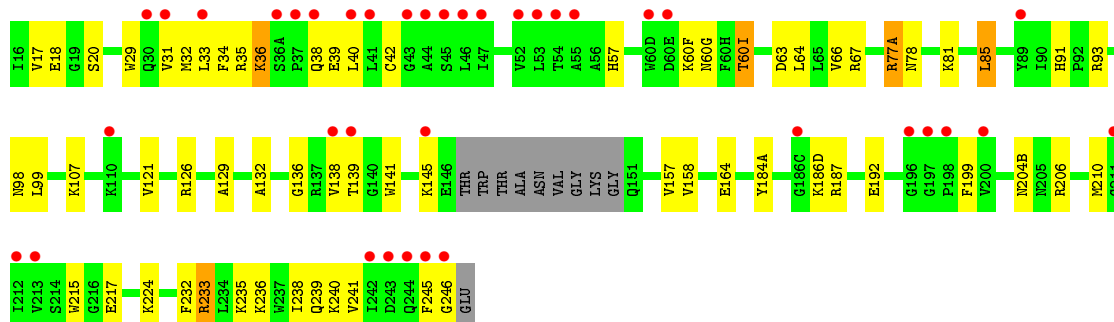 I16 V17 E18 G19 S20 W29 Q30 V31 M32 L33 F34 R35 K36 S36A P37 Q38 E39 L40 L41 C42 G43 A44 S45 L46 I47 V52 L53 T54 A55 A56 H57 W60D D60E K60F N60G F60H T60I D63 L64 L65 V66 R67 R77A N78 K81 L85 Y89 I90 H91 P92 R93
N98 L99 K107 K110 V121 R126 A129 A132 G136 R137 V138 T139 G140 W141 K145 E146 THR TRP THR ALA ASN VAL GLY LYS GLY Q151 V157 V158 E164 Y184A G186C K186D R187 E192 G196 G197 P198 F199 V200 N204B N205 R206 M210
I212 V213 S214 W215 G216 E217 K224 F232 R233 L234 K235 K236 W237 I238 Q239 K240 V241 I242 D243 Q244 F245 G246 GLU